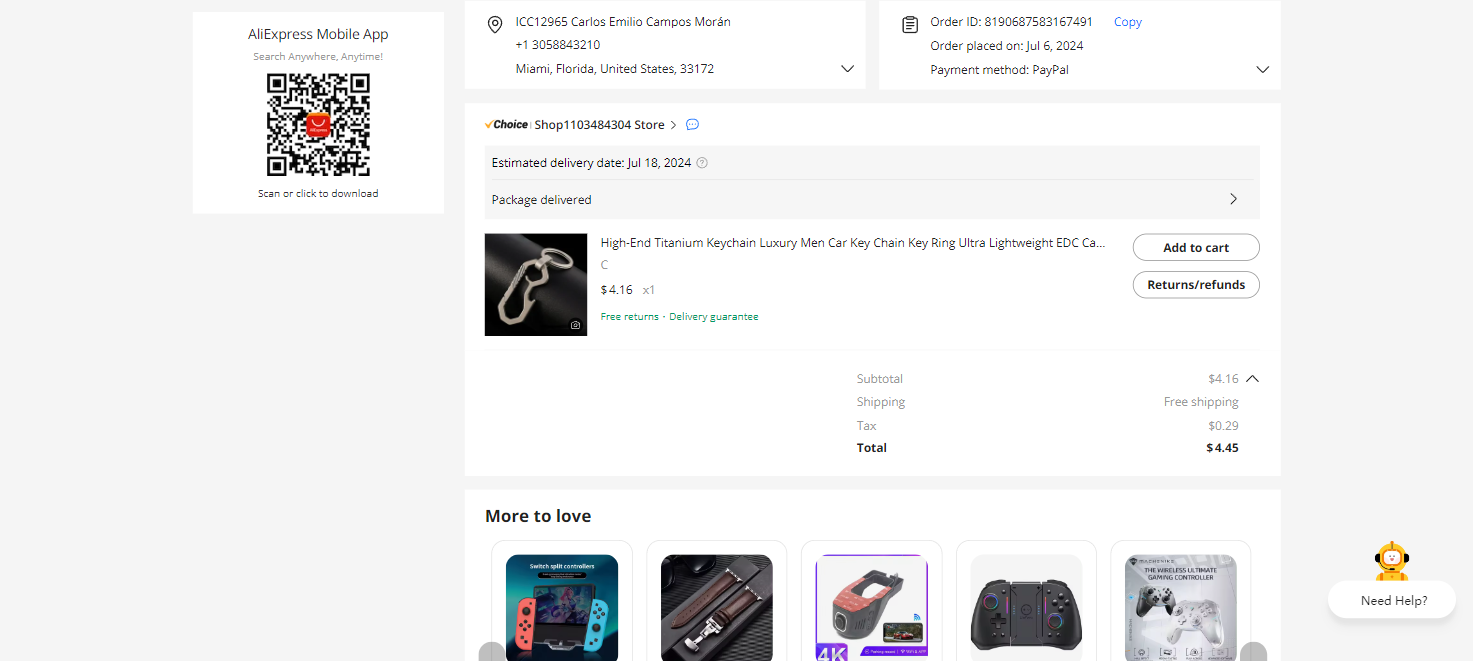 AliExpress Mobile App
Search Anywhere, Anytime!
AliExpress
Scan or click to download
ICC12965 Carlos Emilio Campos Morán
+1 3058843210
Miami, Florida, United States, 33172
Order ID: 8190687583167491 Copy
Order placed on: Jul 6, 2024
Payment method: PayPal
Choice Shop1103484304 Store
Estimated delivery date: Jul 18, 2024
Package delivered
High-End Titanium Keychain Luxury Men Car Key Chain Key Ring Ultra Lightweight EDC Ca...
C
$4.16 x1
Free returns · Delivery guarantee
Add to cart
Returns/refunds
Subtotal $4.16
Shipping Free shipping
Tax $0.29
Total $4.45
More to love
Switch split controllers
4K
THE WIRELESS ULTIMATE
GAMING CONTROLLER
Need Help?